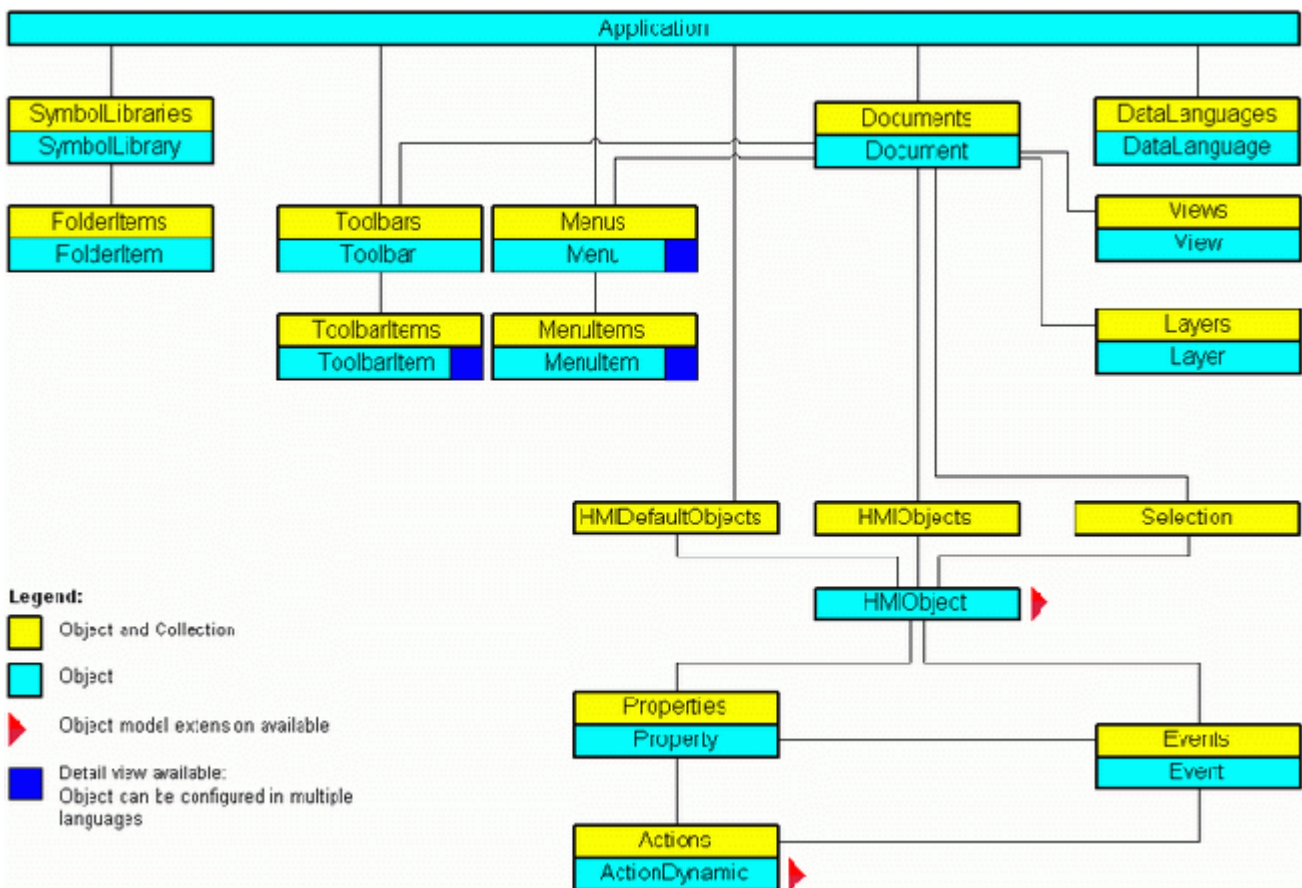 Application
SymbolLibraries
SymbolLibrary
Documents
Document
DataLanguages
DataLanguage
FolderItems
FolderItem
Toolbars
Toolbar
Menus
Menu
Views
View
ToolbarItems
ToolbarItem
MenuItems
MenuItem
Layers
Layer
HMIDefaultObjects
HMIObjects
Selection
HMIObject
Legend:
Object and Collection
Object
Object model extension available
Detail view available:
Object can be configured in multiple
languages
Properties
Property
Events
Event
Actions
ActionDynamic